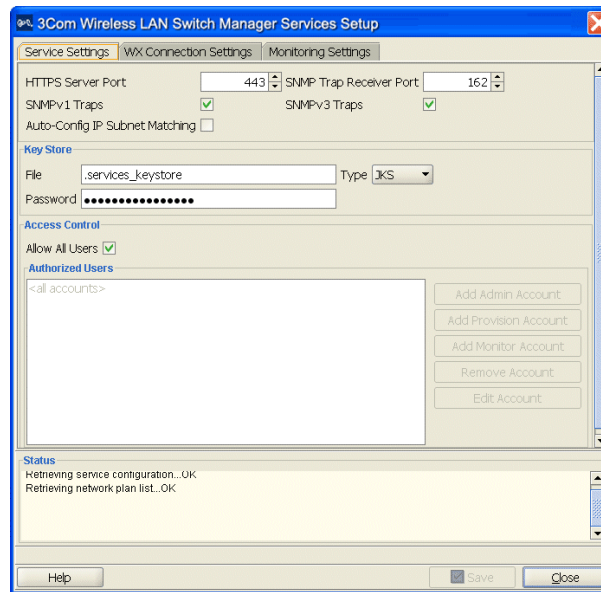 3Com Wireless LAN Switch Manager Services Setup
Service Settings WX Connection Settings Monitoring Settings
HTTPS Server Port 443 SNMP Trap Receiver Port 162
SNMPv1 Traps SNMPv3 Traps
Auto-Config IP Subnet Matching
Key Store
File .services_keystore Type JKS
Password ●●●●●●●●●●●●●●●●
Access Control
Allow All Users
Authorized Users
<all accounts>
Add Admin Account
Add Provision Account
Add Monitor Account
Remove Account
Edit Account
Status
Retrieving service configuration...OK
Retrieving network plan list...OK
Help Save Close